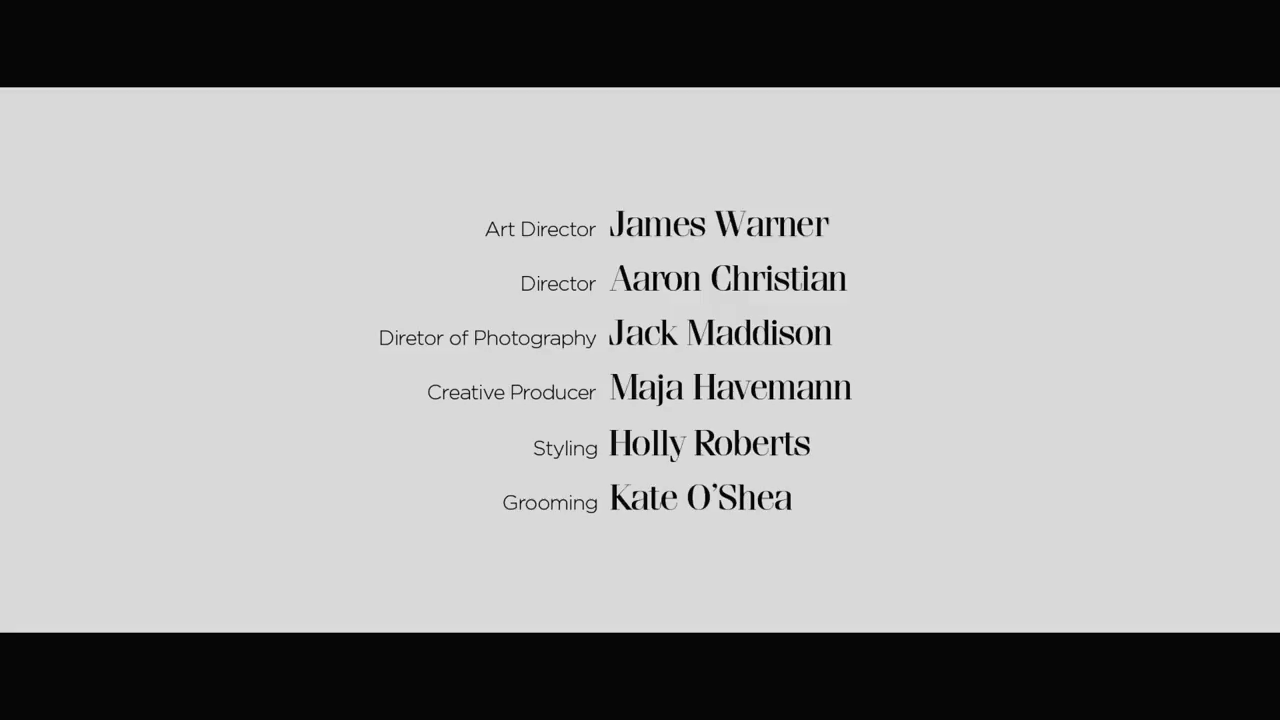 Art Director James Warner
Director Aaron Christian
Diretor of Photography Jack Maddison
Creative Producer Maja Havemann
Styling Holly Roberts
Grooming Kate O’Shea